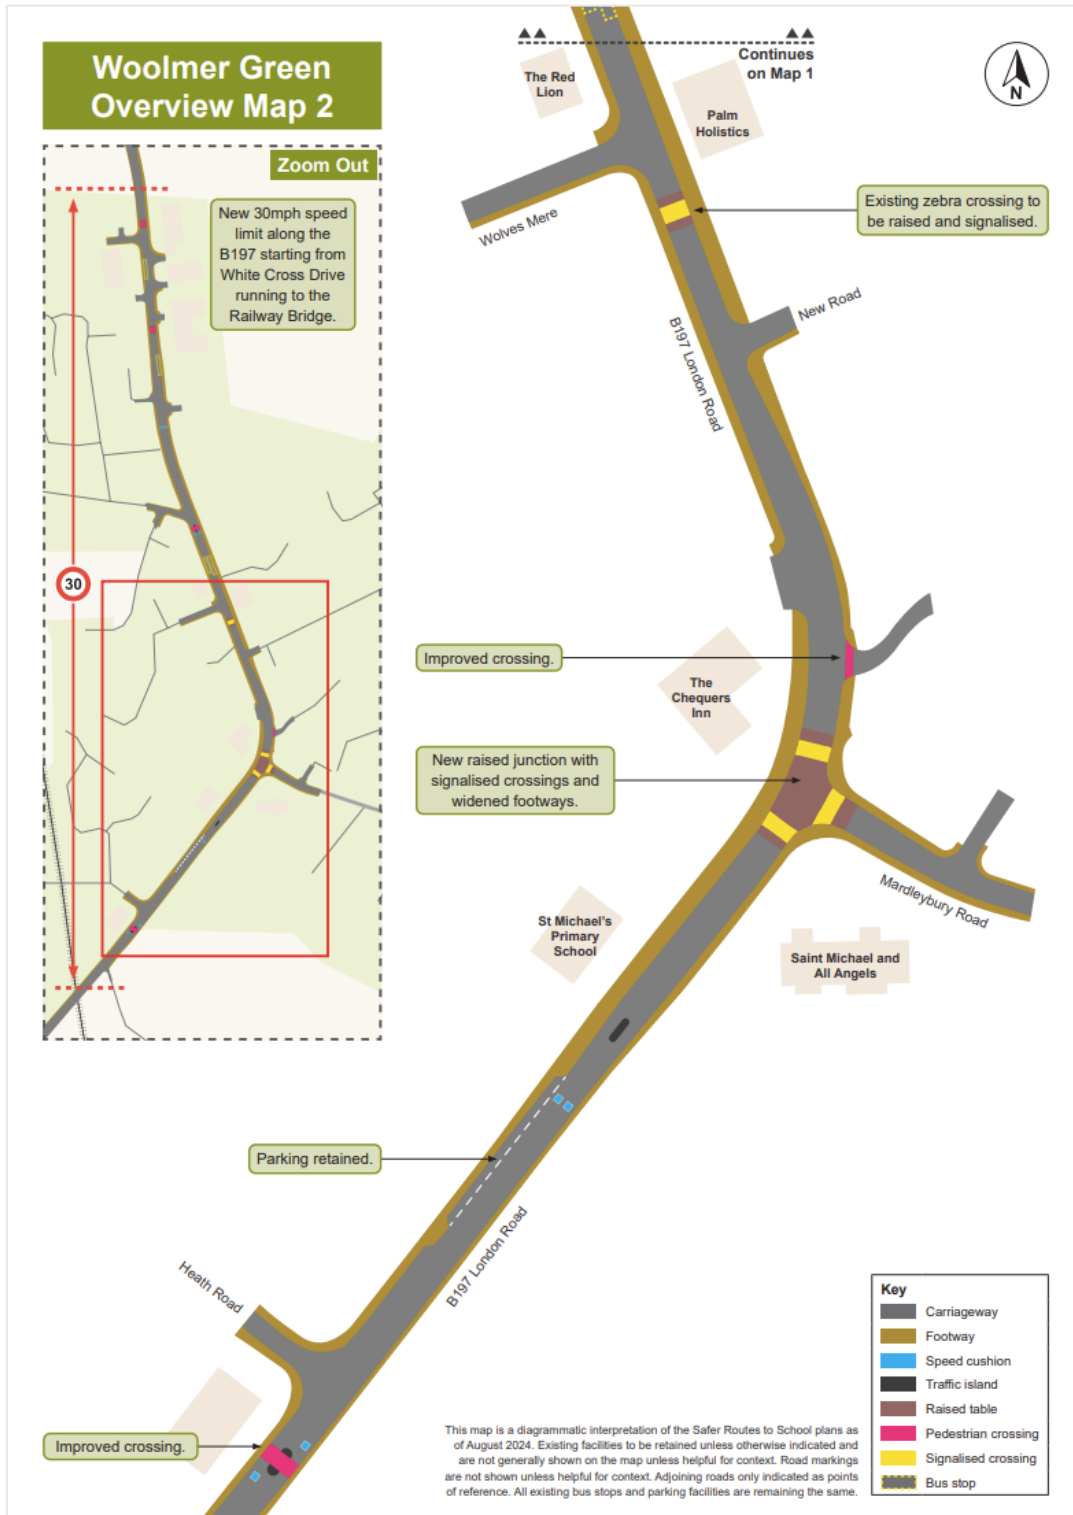 Woolmer Green
Overview Map 2
Zoom Out
New 30mph speed
limit along the
B197 starting from
White Cross Drive
running to the
Railway Bridge.
30
Continues
on Map 1
N
The Red
Lion
Palm
Holistics
Existing zebra crossing to
be raised and signalised.
Wolves Mere
New Road
B197 London Road
Improved crossing.
The
Chequers
Inn
New raised junction with
signalised crossings and
widened footways.
Mardleybury Road
St Michael's
Primary
School
Saint Michael and
All Angels
Parking retained.
B197 London Road
Heath Road
Improved crossing.
This map is a diagrammatic interpretation of the Safer Routes to School plans as
of August 2024. Existing facilities to be retained unless otherwise indicated and
are not generally shown on the map unless helpful for context. Road markings
are not shown unless helpful for context. Adjoining roads only indicated as points
of reference. All existing bus stops and parking facilities are remaining the same.
Key
Carriageway
Footway
Speed cushion
Traffic island
Raised table
Pedestrian crossing
Signalised crossing
Bus stop